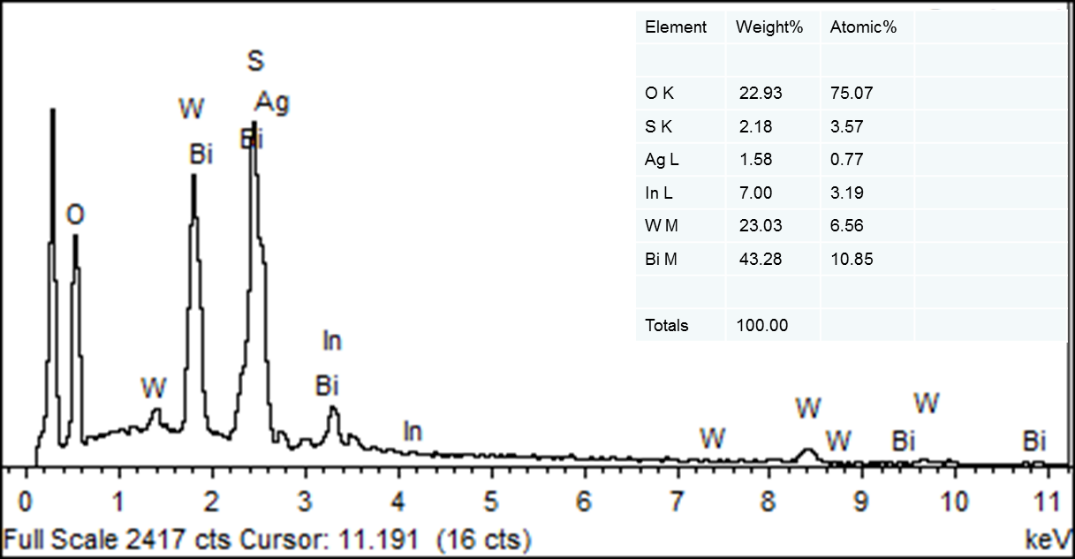 Element Weight% Atomic%
O K 22.93 75.07
S K 2.18 3.57
Ag L 1.58 0.77
In L 7.00 3.19
W M 23.03 6.56
Bi M 43.28 10.85
Totals 100.00
S
W Ag
Bi Bi
O
In
W Bi
In W W W Bi W Bi
0 1 2 3 4 5 6 7 8 9 10 11
Full Scale 2417 cts Cursor: 11.191 (16 cts) keV